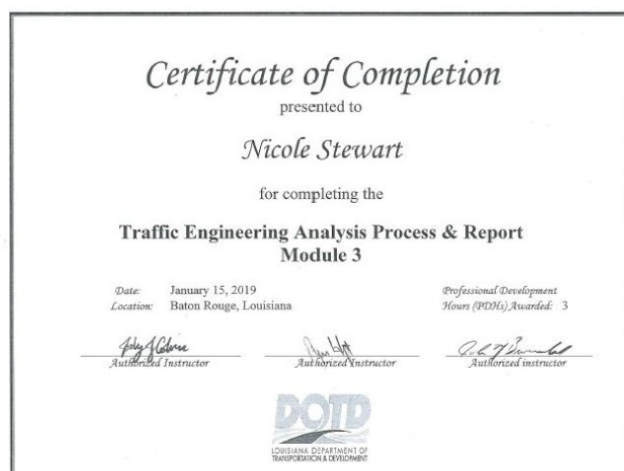 Certificate of Completion
presented to
Nicole Stewart
for completing the
Traffic Engineering Analysis Process & Report
Module 3
Date: January 15, 2019
Location: Baton Rouge, Louisiana
Professional Development
Hours (PDHs) Awarded: 3
Authorized Instructor
Authorized Instructor
Authorized instructor
DOTD
LOUISIANA DEPARTMENT OF
TRANSPORTATION & DEVELOPMENT